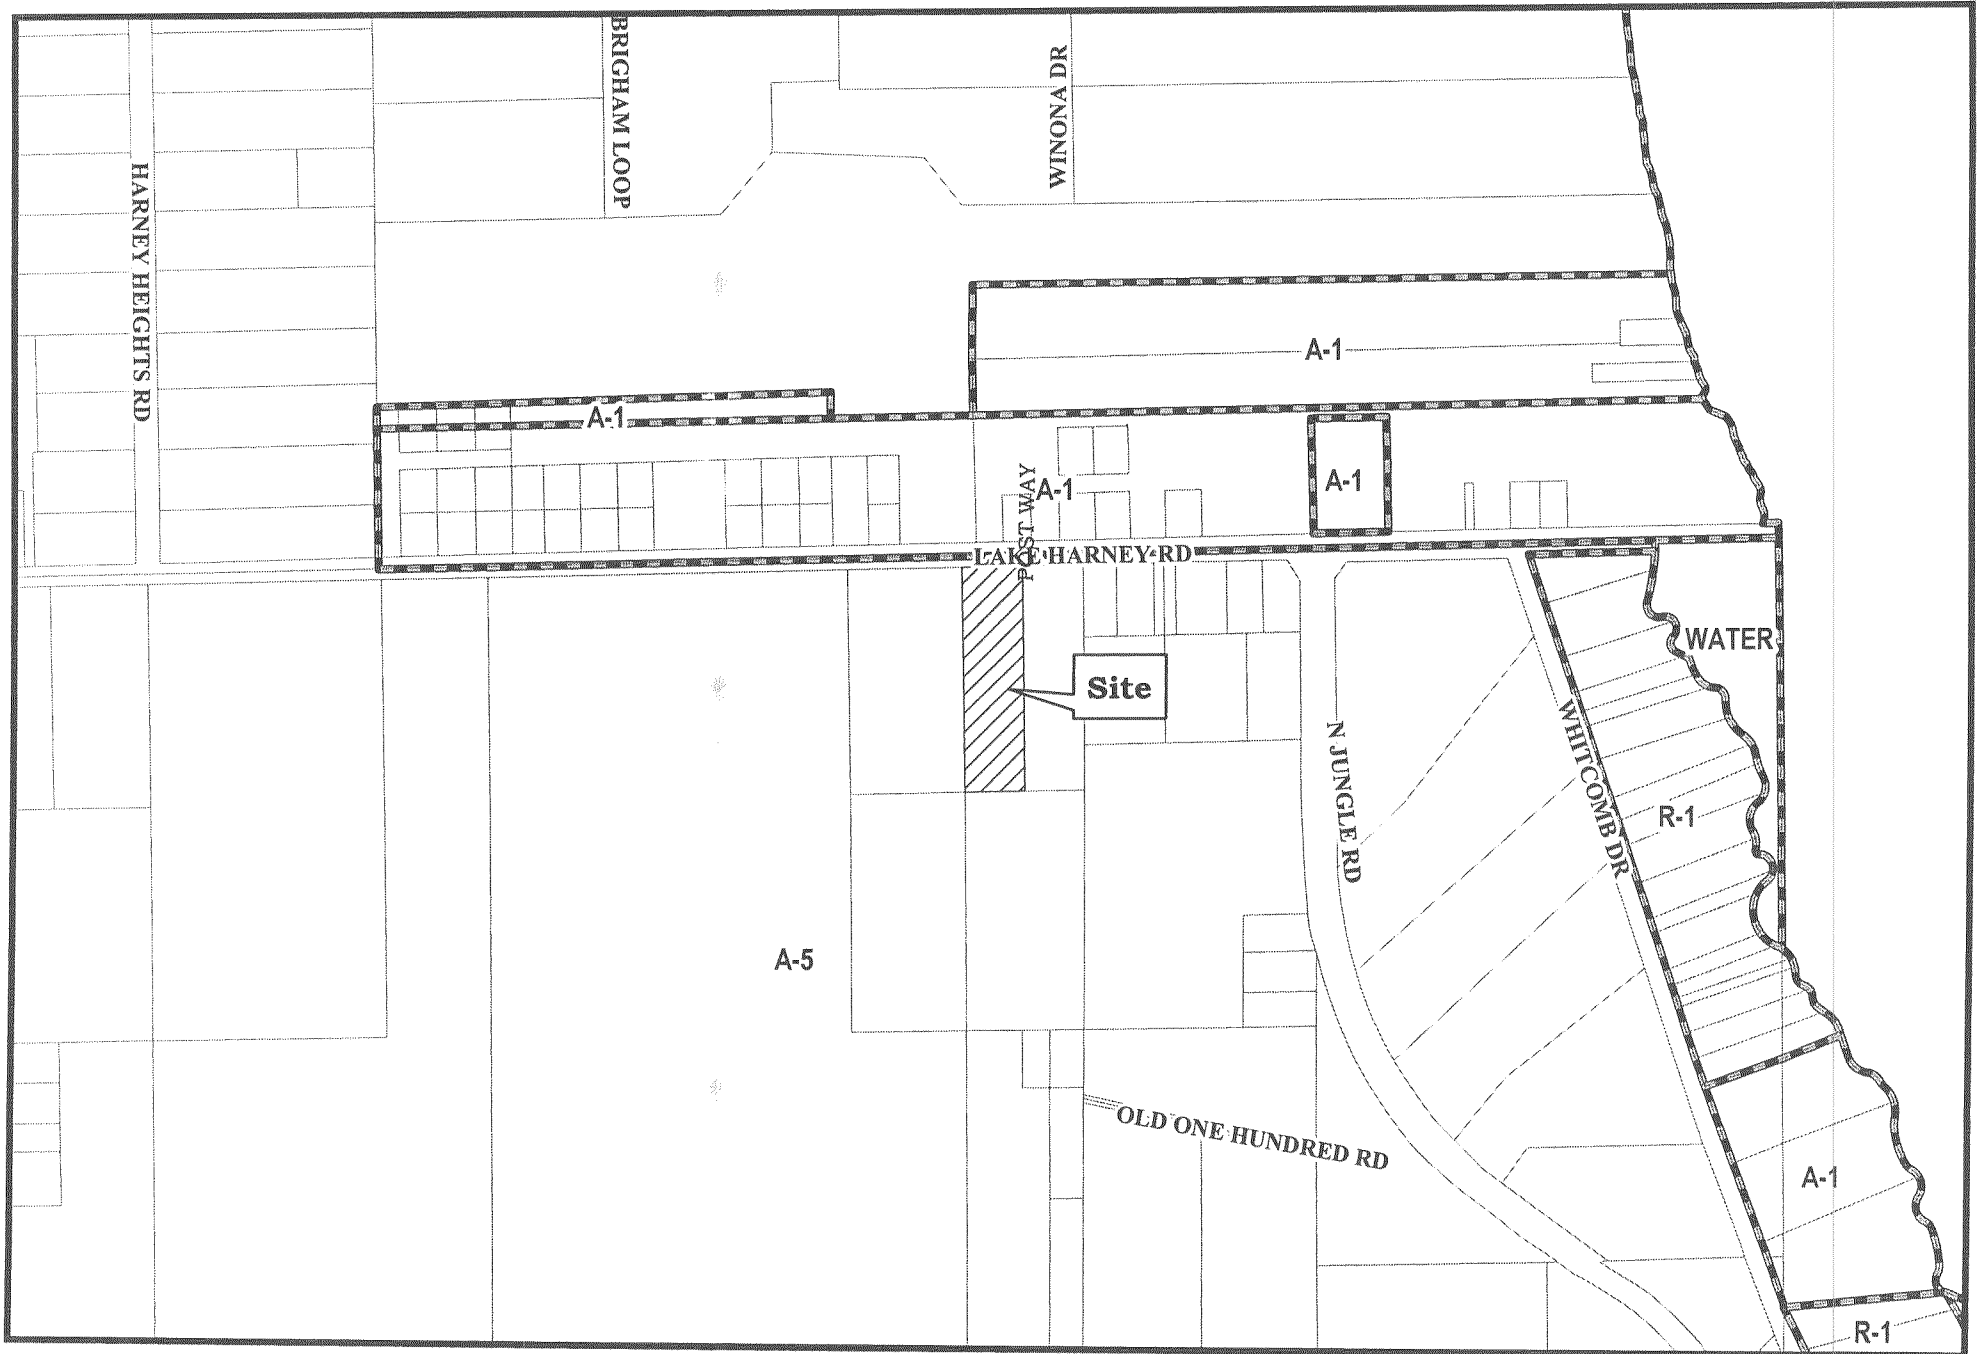 BRIGHAM LOOP
WINONA DR
HARNEY HEIGHTS RD
A-1
A-1
A-1
A-1
POST WAY
LAKE HARNEY RD
WATER
Site
WHITCOMB DR
N JUNGLE RD
R-1
A-5
OLD ONE HUNDRED RD
A-1
R-1